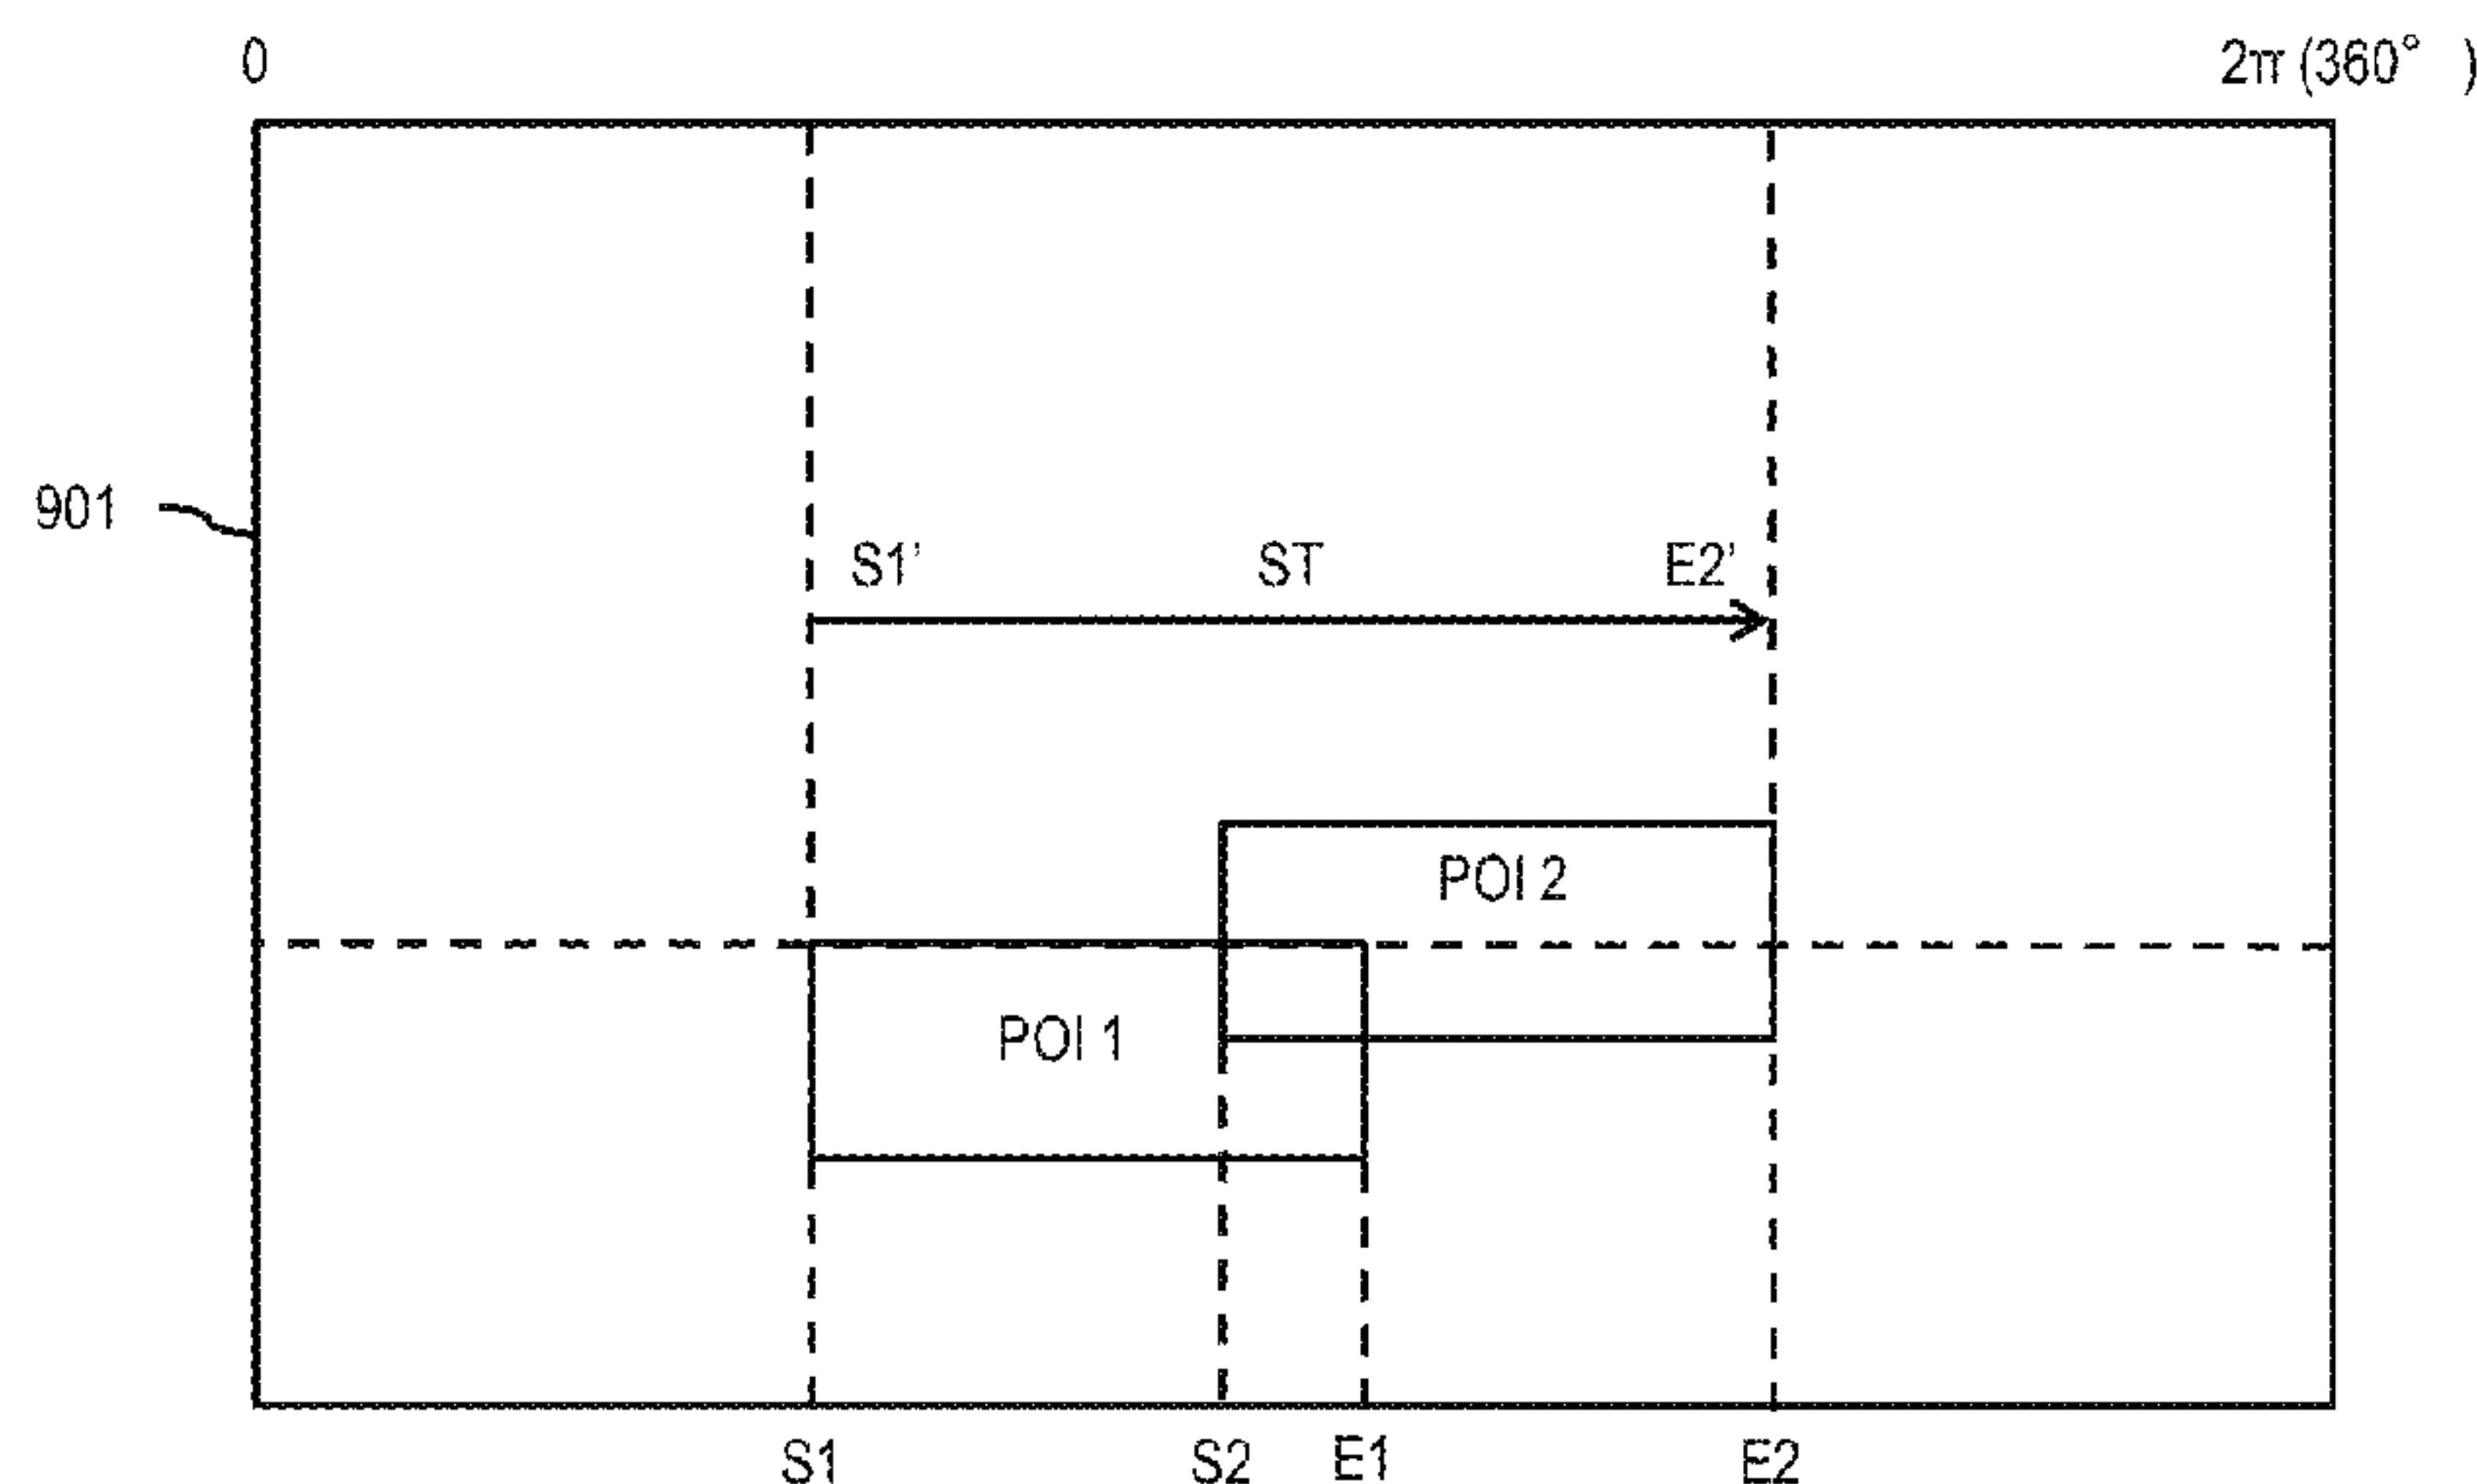 0 2π (360° )
901
S1’ ST E2’
POI 2
POI 1
S1 S2 E1 E2